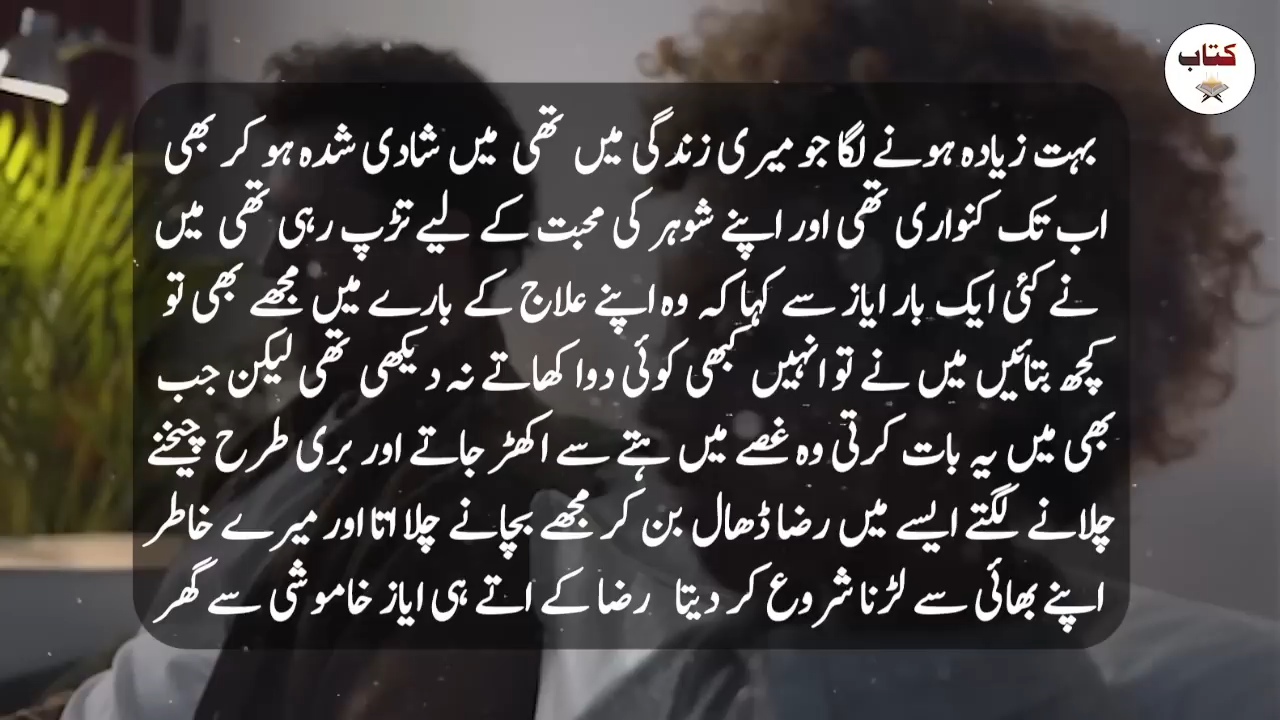 کتاب
بہت زیادہ ہونے لگا جو میری زندگی میں تھی میں شادی شدہ ہو کر بھی
اب تک کنواری تھی اور اپنے شوہر کی محبت کے لیے تڑپ رہی تھی میں
نے کئی ایک بار ایاز سے کہا کہ وہ اپنے علاج کے بارے میں مجھے بھی تو
کچھ بتائیں میں نے تو انہیں کبھی کوئی دوا کھاتے نہ دیکھی تھی لیکن جب
بھی میں یہ بات کرتی وہ غصے میں ہتے سے اکھڑ جاتے اور بری طرح چیخنے
چلانے لگتے ایسے میں رضا ڈھال بن کر مجھے بچانے چلا اتا اور میرے خاطر
اپنے بھائی سے لڑنا شروع کر دیتا رضا کے اتے ہی ایاز خاموشی سے گھر